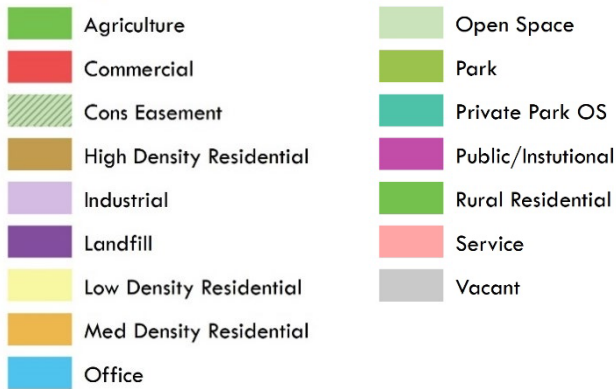 Agriculture
Commercial
Cons Easement
High Density Residential
Industrial
Landfill
Low Density Residential
Med Density Residential
Office
Open Space
Park
Private Park OS
Public/Instutional
Rural Residential
Service
Vacant